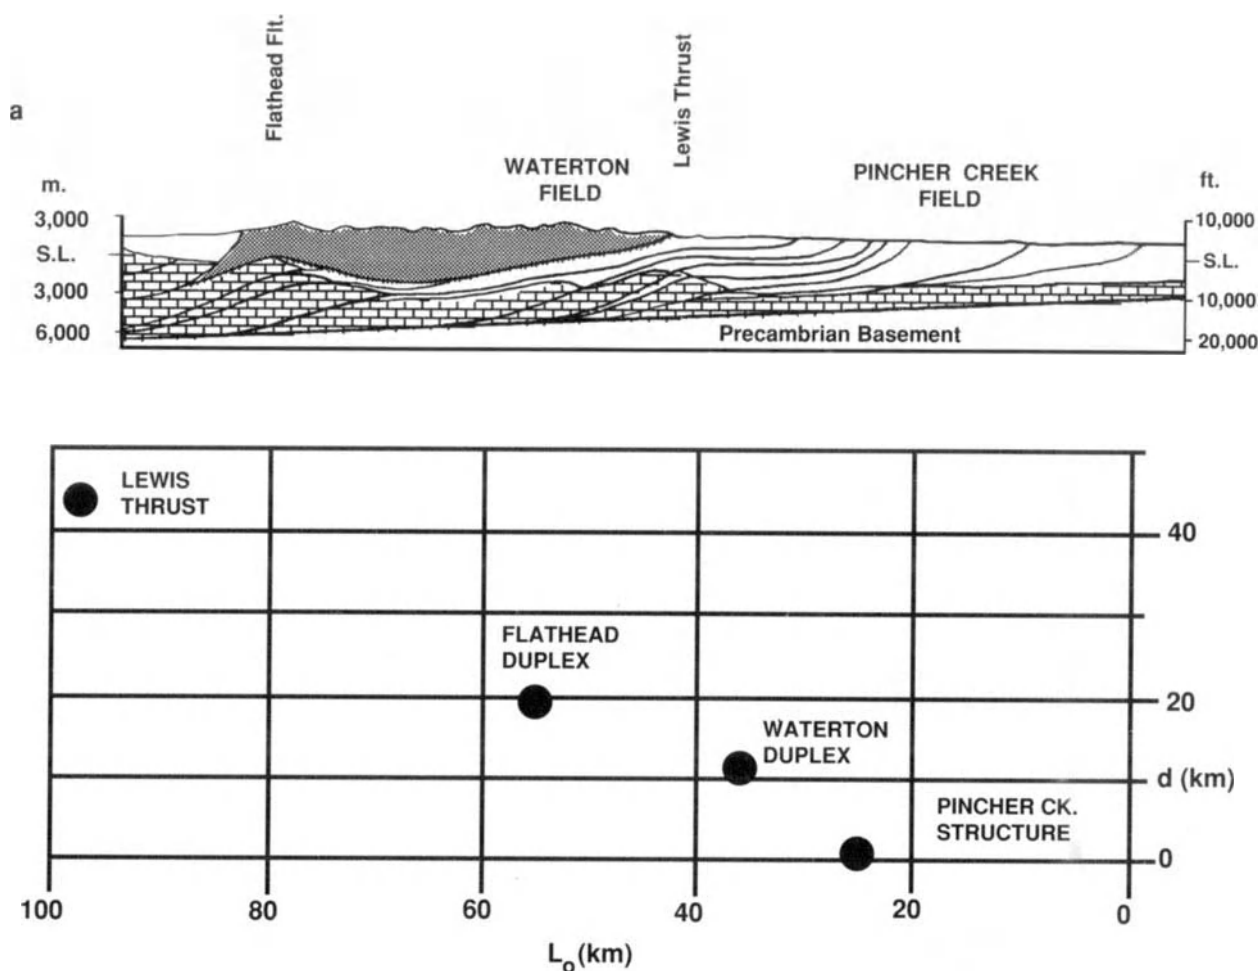 a
Flathead Flt.
Lewis Thrust
WATERTON
FIELD
PINCHER CREEK
FIELD
m.
ft.
3,000
S.L.
3,000
6,000
10,000
S.L.
10,000
20,000
Precambrian Basement
LEWIS
THRUST
FLATHEAD
DUPLEX
WATERTON
DUPLEX
PINCHER CK.
STRUCTURE
40
20
d (km)
0
100
80
60
40
20
0
Lo (km)